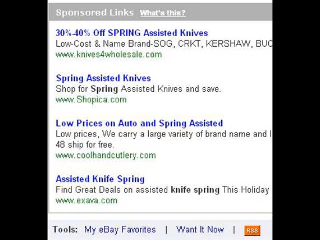 Sponsored Links What's this?
30%-40% Off SPRING Assisted Knives
Low-Cost & Name Brand-SOG, CRKT, KERSHAW, BUC
www.knives4wholesale.com
Spring Assisted Knives
Shop for Spring Assisted Knives and save.
www.Shopica.com
Low Prices on Auto and Spring Assisted
Low prices, We carry a large variety of brand name and
48 ship for free.
www.coolhandcutlery.com
Assisted Knife Spring
Find Great Deals on assisted knife spring This Holiday
www.exava.com
Tools: My eBay Favorites | Want It Now | RSS